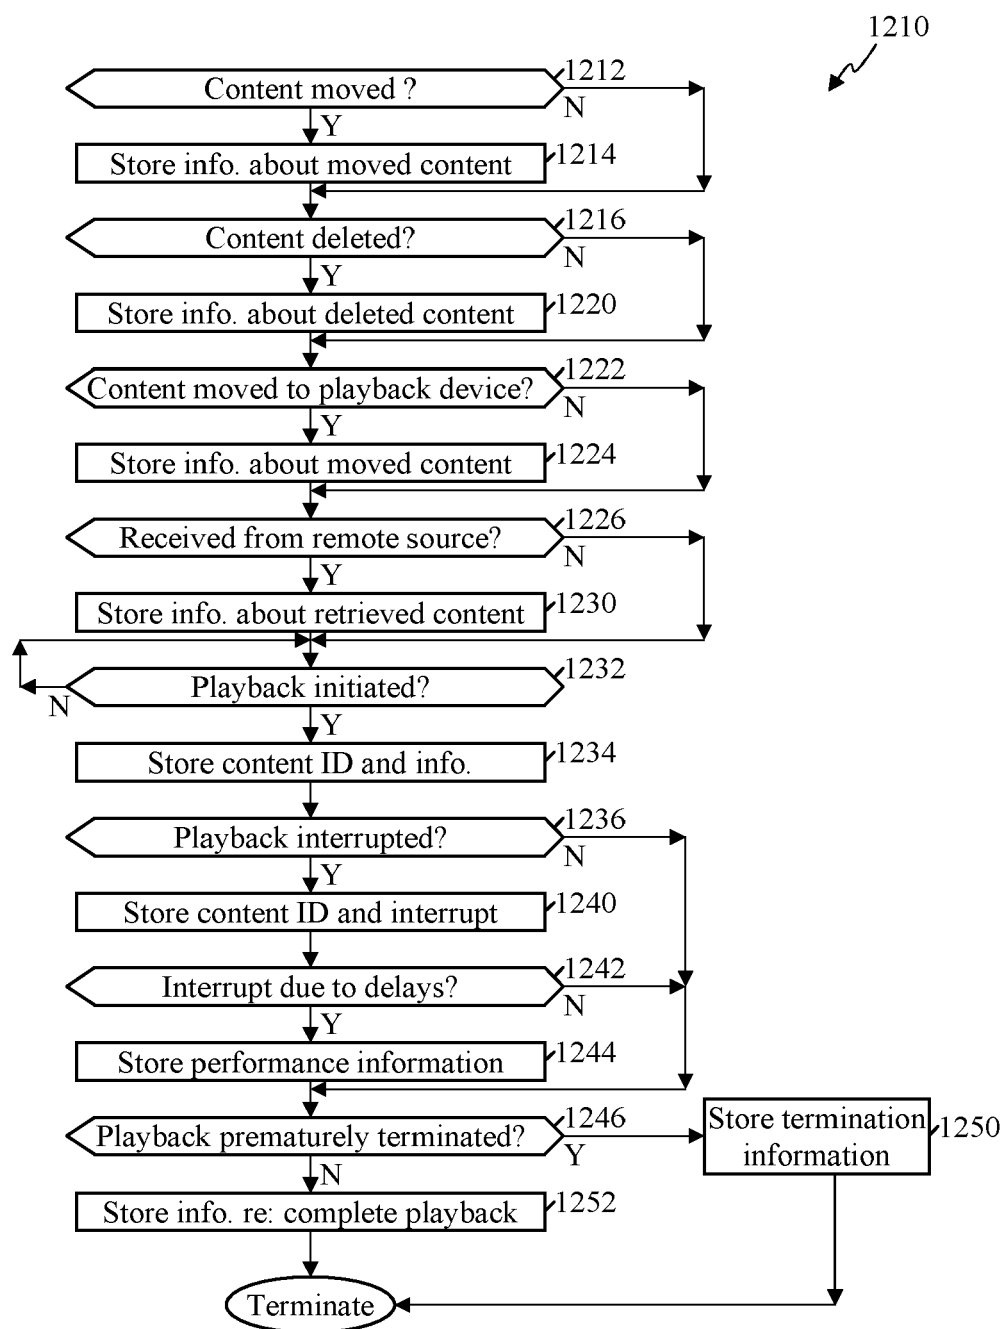 1210
Content moved ?
1212
N
Y
Store info. about moved content
1214
Content deleted?
1216
N
Y
Store info. about deleted content
1220
Content moved to playback device?
1222
N
Y
Store info. about moved content
1224
Received from remote source?
1226
N
Y
Store info. about retrieved content
1230
Playback initiated?
1232
N
Y
Store content ID and info.
1234
Playback interrupted?
1236
N
Y
Store content ID and interrupt
1240
Interrupt due to delays?
1242
N
Y
Store performance information
1244
Playback prematurely terminated?
1246
Y
N
Store termination
information
1250
Store info. re: complete playback
1252
Terminate